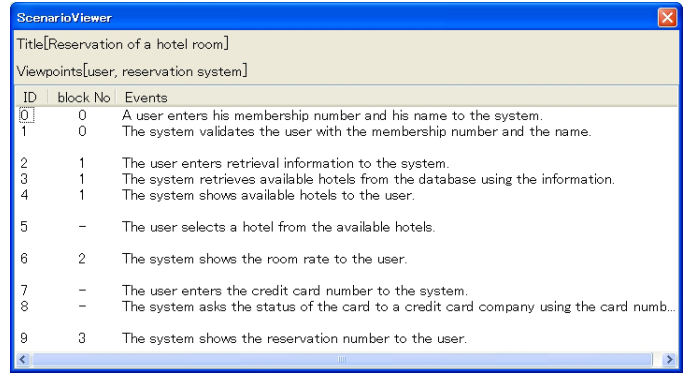 ScenarioViewer
Title[Reservation of a hotel room]
Viewpoints[user, reservation system]
ID block No Events
0 0 A user enters his membership number and his name to the system.
1 0 The system validates the user with the membership number and the name.
2 1 The user enters retrieval information to the system.
3 1 The system retrieves available hotels from the database using the information.
4 1 The system shows available hotels to the user.
5 - The user selects a hotel from the available hotels.
6 2 The system shows the room rate to the user.
7 - The user enters the credit card number to the system.
8 - The system asks the status of the card to a credit card company using the card numb...
9 3 The system shows the reservation number to the user.